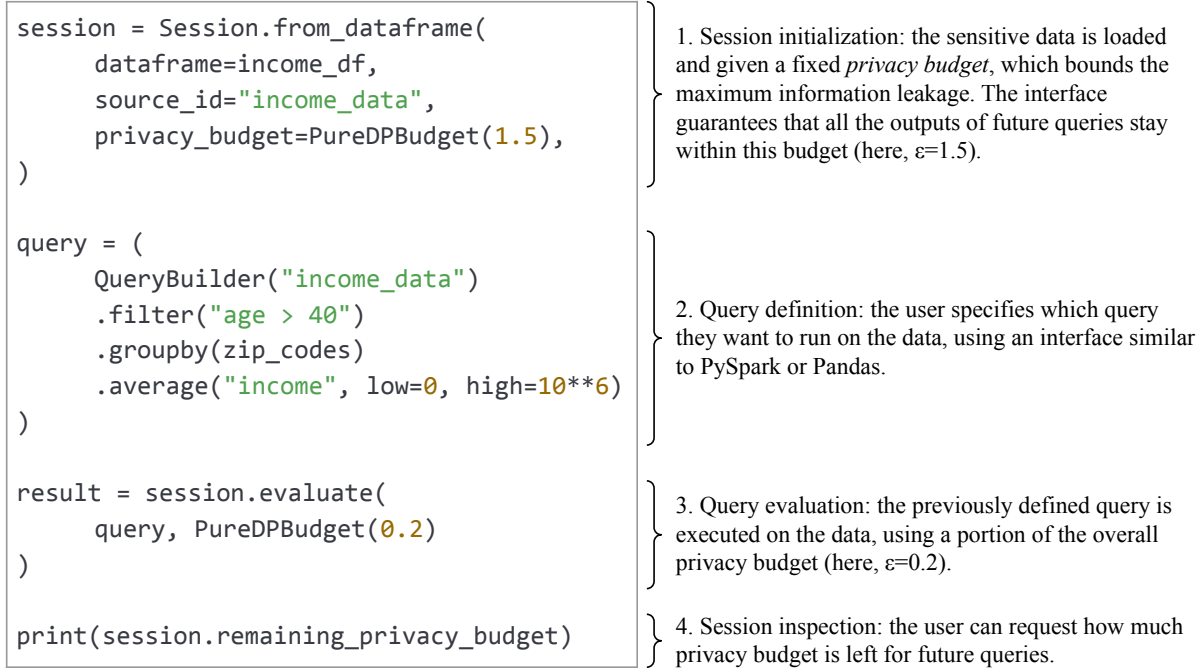 session = Session.from_dataframe(
dataframe=income_df,
source_id="income_data",
privacy_budget=PureDPBudget(1.5),
)
1. Session initialization: the sensitive data is loaded
and given a fixed privacy budget, which bounds the
maximum information leakage. The interface
guarantees that all the outputs of future queries stay
within this budget (here, ε=1.5).
query = (
QueryBuilder("income_data")
.filter("age > 40")
.groupby(zip_codes)
.average("income", low=0, high=10**6)
)
2. Query definition: the user specifies which query
they want to run on the data, using an interface similar
to PySpark or Pandas.
result = session.evaluate(
query, PureDPBudget(0.2)
)
3. Query evaluation: the previously defined query is
executed on the data, using a portion of the overall
privacy budget (here, ε=0.2).
print(session.remaining_privacy_budget)
4. Session inspection: the user can request how much
privacy budget is left for future queries.